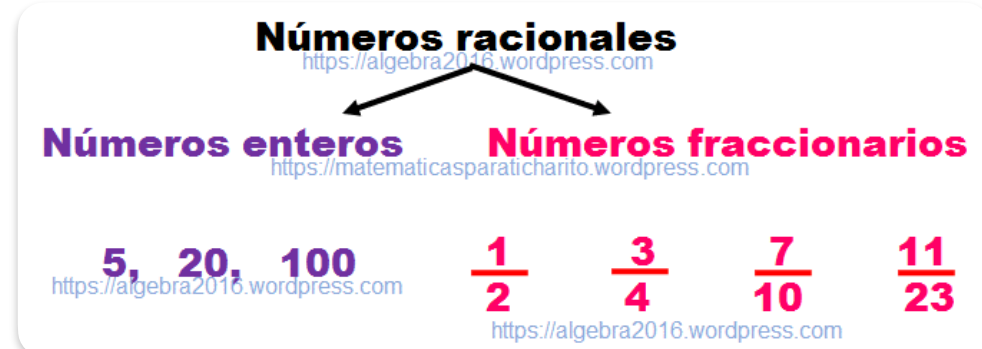 Números racionales
https://algebra2016.wordpress.com
Números enteros
Números fraccionarios
https://matematicasparaticharito.wordpress.com
5, 20, 100
1/2 3/4 7/10 11/23
https://algebra2016.wordpress.com
https://algebra2016.wordpress.com